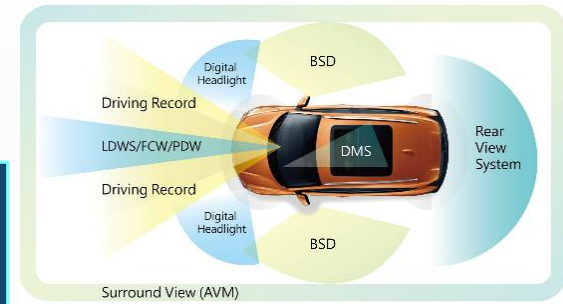 Digital
Headlight
BSD
Driving Record
LDWS/FCW/PDW
DMS
Rear
View
System
Driving Record
Digital
Headlight
BSD
Surround View (AVM)